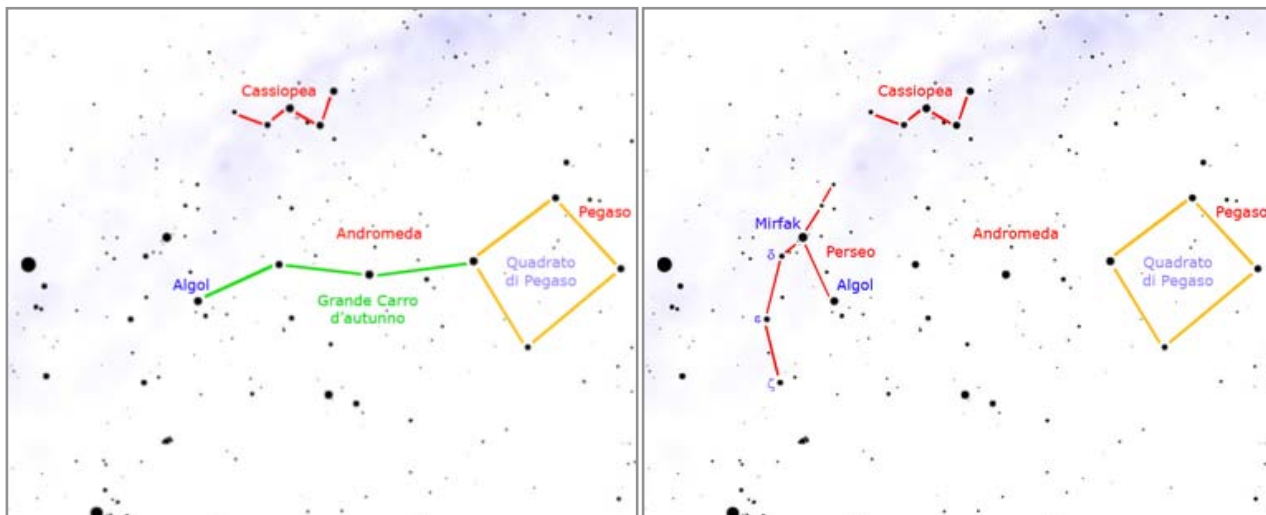 Cassiopea
Pegaso
Andromeda
Quadrato
di Pegaso
Algol
Grande Carro
d'autunno
Cassiopea
Pegaso
Mirfak
Andromeda
δ
Perseo
Quadrato
di Pegaso
Algol
ε
ζ